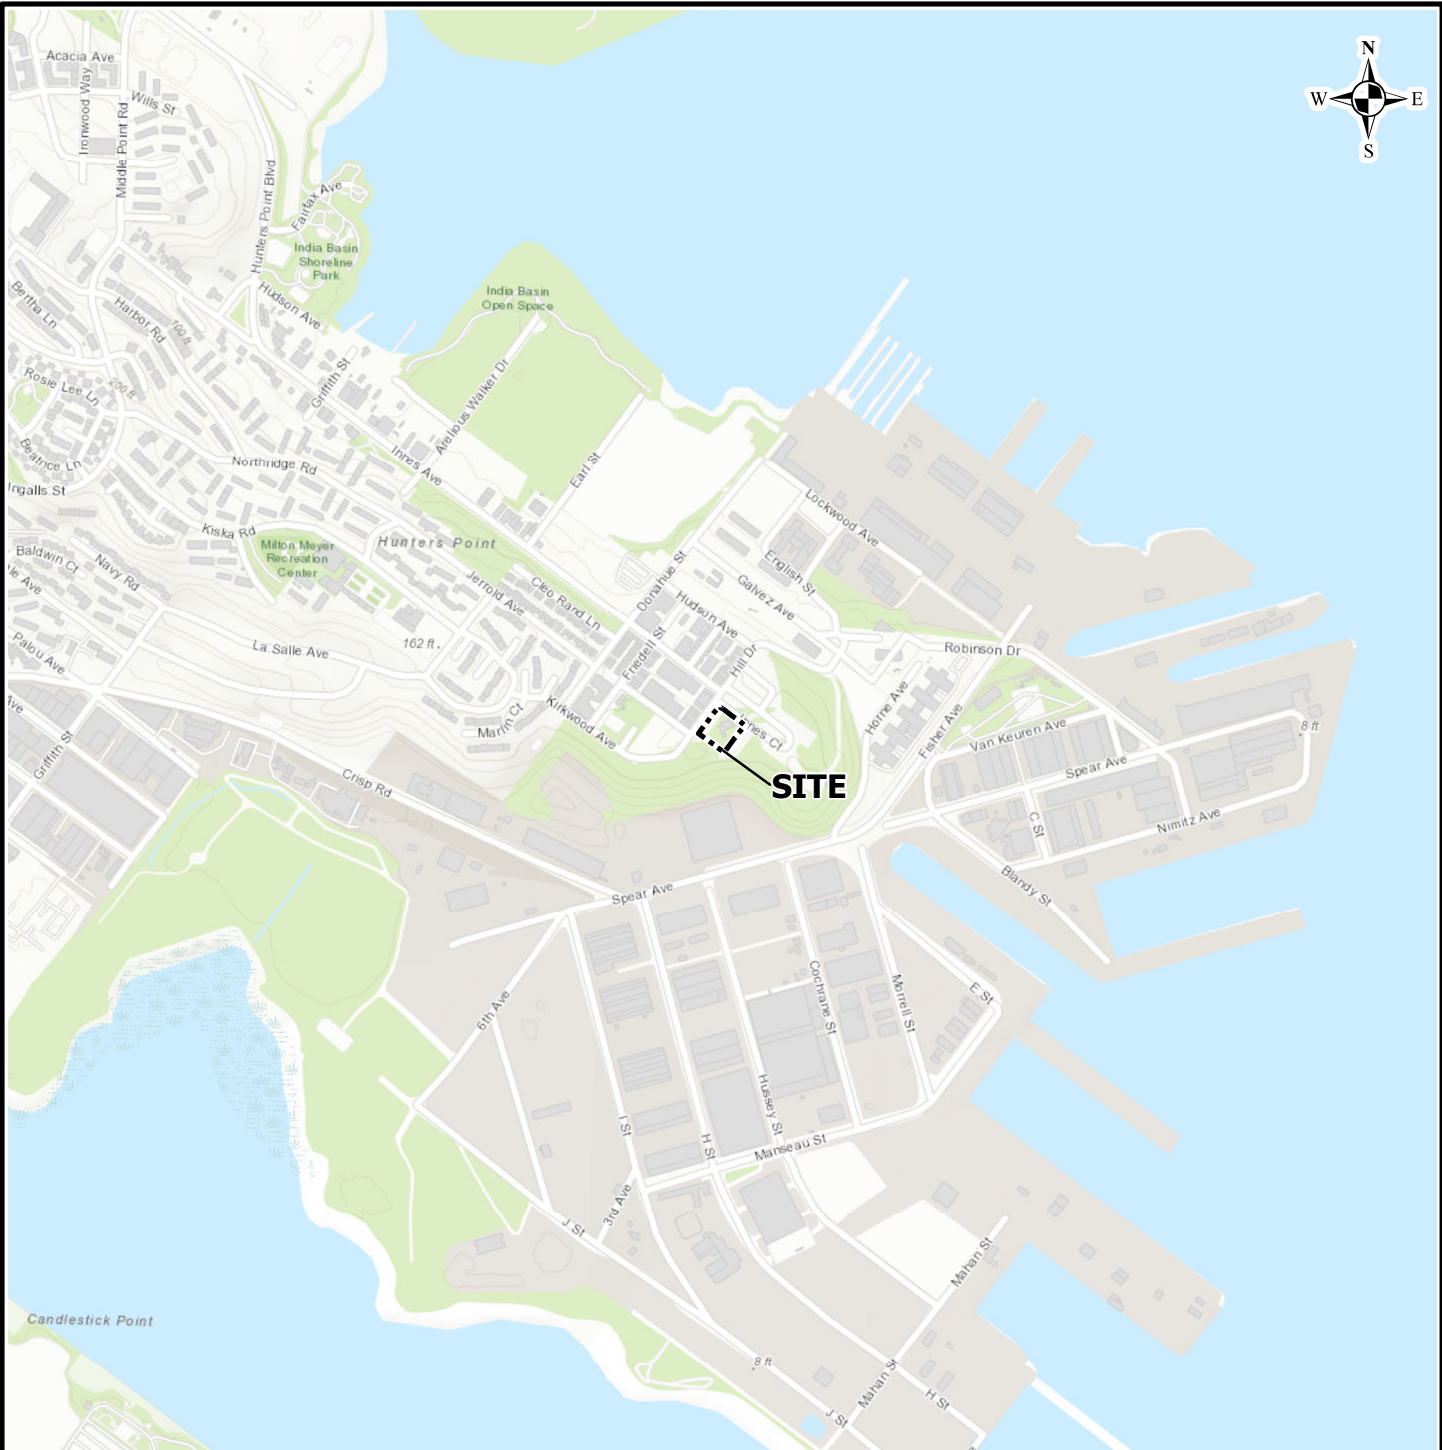 N
W
E
S
Acacia Ave
Ironwood Way
Middle Point Rd
Wills St
Hunters Point Blvd
Fairfax Ave
India Basin
Shoreline
Park
Hudson Ave
Bertha Ln
Harbor Rd
100 ft
India Basin
Open Space
Griffith St
Arelious Walker Dr
Rosie Lee Ln
200 ft
Beatrice Ln
Ingalls St
Northridge Rd
Innes Ave
Earl St
Lockwood Ave
Kiska Rd
Milton Meyer
Recreation
Center
Hunters Point
Baldwin Ct
Navy Rd
ale Ave
Palou Ave
Jerrold Ave
Cleo Rand Ln
Donahue St
English St
Galvez Ave
Hudson Ave
Friedell St
Hill Dr
La Salle Ave
162 ft
Robinson Dr
Kirkwood Ave
Marlin Ct
Innes Ct
Horne Ave
Fisher Ave
Van Keuren Ave
Spear Ave
8 ft
Ave
Griffith St
Crisp Rd
SITE
C St
Nimitz Ave
Blandy St
Spear Ave
6th Ave
Cochrane St
Morrell St
E St
I St
H St
Hussey St
Manseau St
3rd Ave
J St
Mahan St
Candlestick Point
8 ft
Mahan St
H St
J St